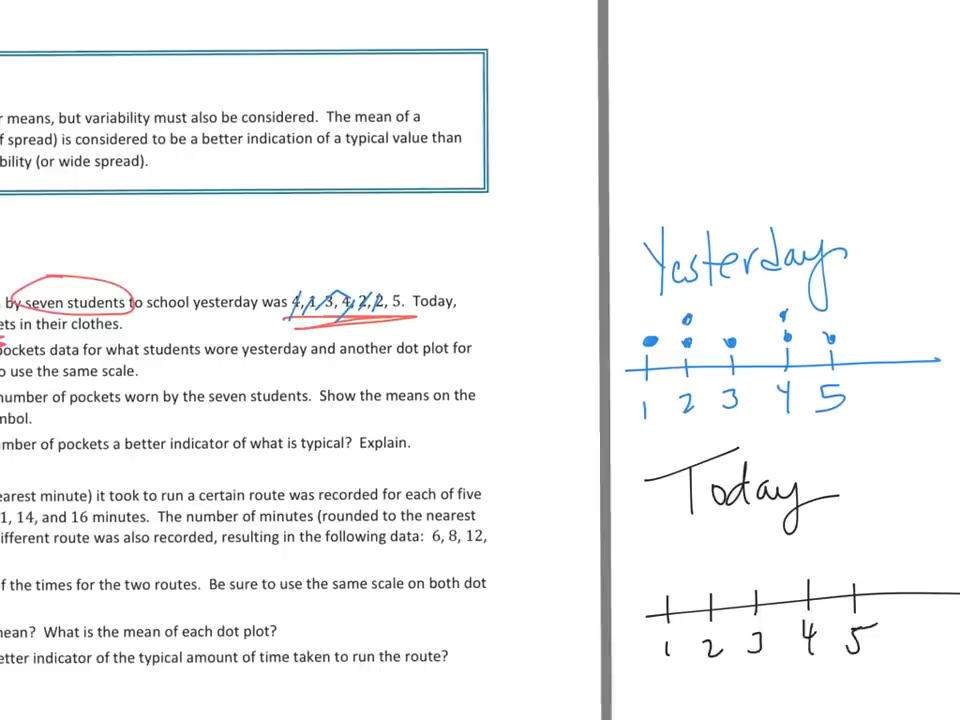 r means, but variability must also be considered. The mean of a
f spread) is considered to be a better indication of a typical value than
bility (or wide spread).
by seven students to school yesterday was 4, 1, 3, 4, 2, 2, 5. Today,
ets in their clothes.
pockets data for what students wore yesterday and another dot plot for
o use the same scale.
number of pockets worn by the seven students. Show the means on the
mbol.
mber of pockets a better indicator of what is typical? Explain.
earest minute) it took to run a certain route was recorded for each of five
1, 14, and 16 minutes. The number of minutes (rounded to the nearest
ifferent route was also recorded, resulting in the following data: 6, 8, 12,
f the times for the two routes. Be sure to use the same scale on both dot
mean? What is the mean of each dot plot?
etter indicator of the typical amount of time taken to run the route?
Yesterday
1 2 3 4 5
Today
1 2 3 4 5